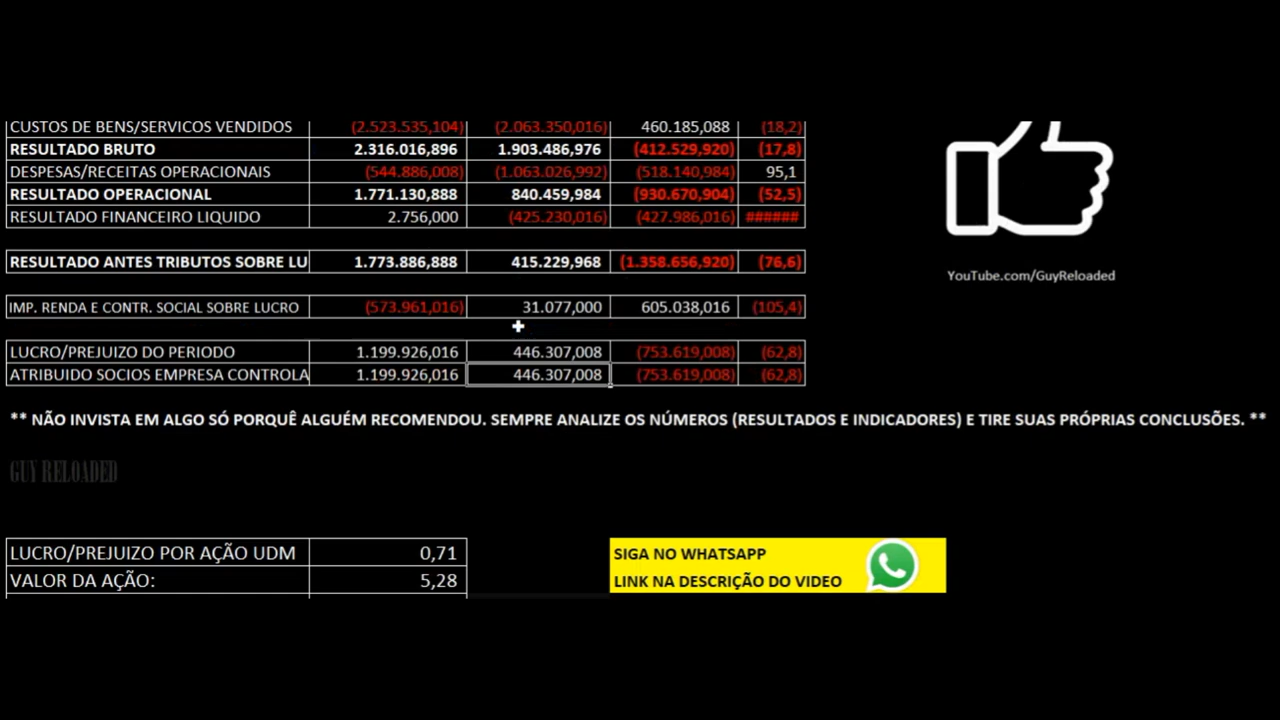 CUSTOS DE BENS/SERVICOS VENDIDOS (2.523.535,104) (2.063.350,016) 460.185,088 (18,2)
RESULTADO BRUTO 2.316.016,896 1.903.486,976 (412.529,920) (17,8)
DESPESAS/RECEITAS OPERACIONAIS (544.886,008) (1.063.026,992) (518.140,984) 95,1
RESULTADO OPERACIONAL 1.771.130,888 840.459,984 (930.670,904) (52,5)
RESULTADO FINANCEIRO LIQUIDO 2.756,000 (425.230,016) (427.986,016) ######
YouTube.com/GuyReloaded
RESULTADO ANTES TRIBUTOS SOBRE LU 1.773.886,888 415.229,968 (1.358.656,920) (76,6)
IMP. RENDA E CONTR. SOCIAL SOBRE LUCRO (573.961,016) 31.077,000 605.038,016 (105,4)
LUCRO/PREJUIZO DO PERIODO 1.199.926,016 446.307,008 (753.619,008) (62,8)
ATRIBUIDO SOCIOS EMPRESA CONTROLA 1.199.926,016 446.307,008 (753.619,008) (62,8)
** NÃO INVISTA EM ALGO SÓ PORQUÊ ALGUÉM RECOMENDOU. SEMPRE ANALIZE OS NÚMEROS (RESULTADOS E INDICADORES) E TIRE SUAS PRÓPRIAS CONCLUSÕES. **
GUY RELOADED
LUCRO/PREJUIZO POR AÇÃO UDM 0,71
VALOR DA AÇÃO: 5,28
SIGA NO WHATSAPP
LINK NA DESCRIÇÃO DO VIDEO